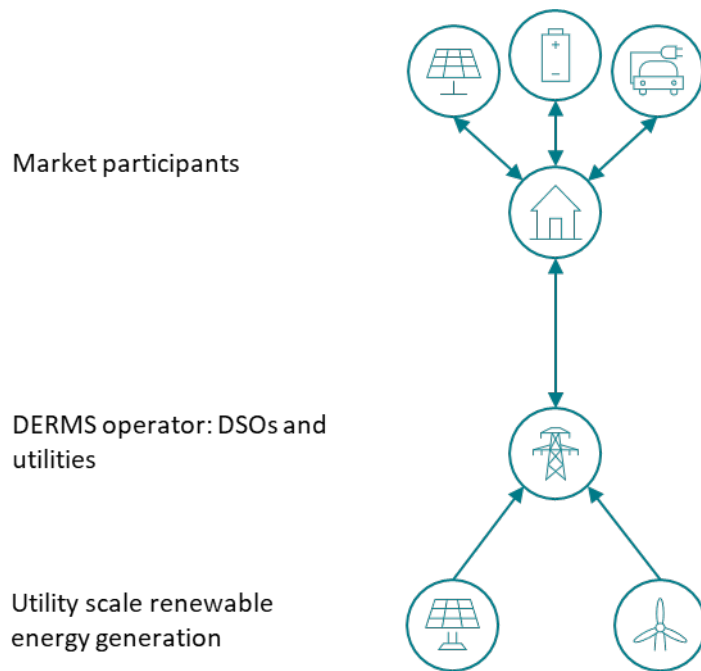 Market participants
DERMS operator: DSOs and
utilities
Utility scale renewable
energy generation